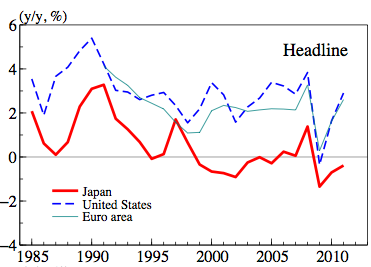 (y/y, %)
6
Headline
4
2
0
-2
-4
Japan
United States
Euro area
1985 1990 1995 2000 2005 2010